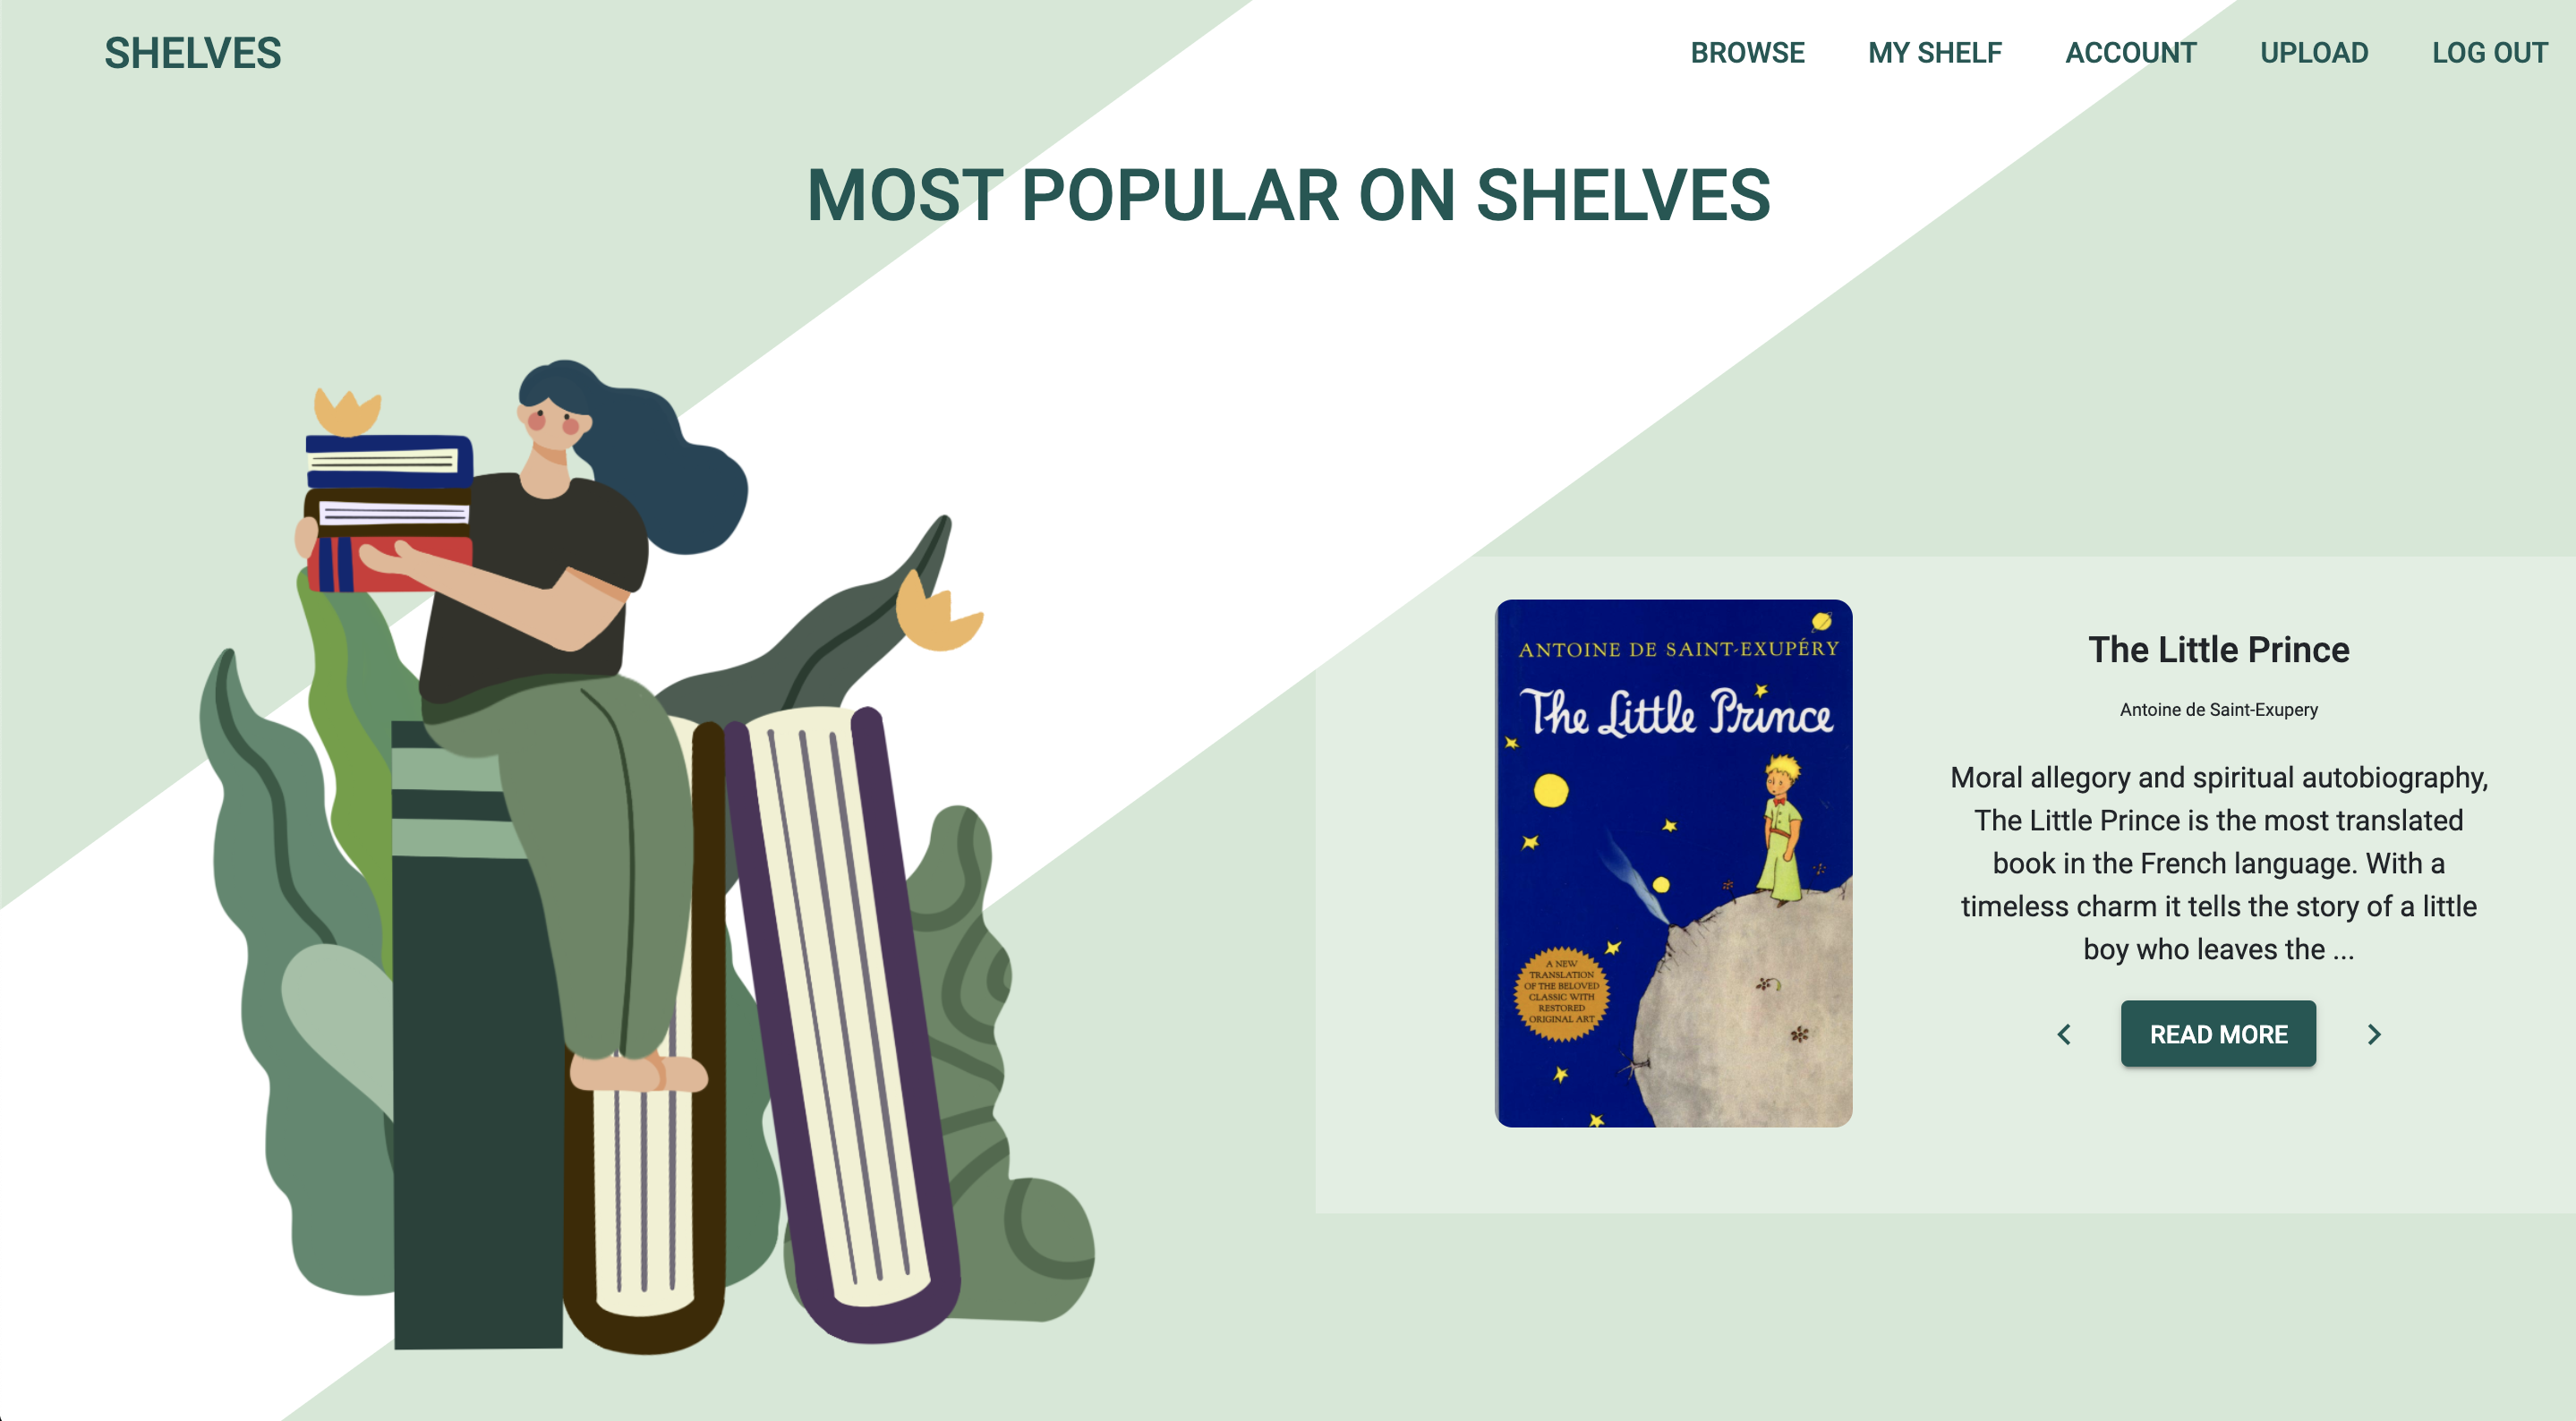 SHELVES
BROWSE MY SHELF ACCOUNT UPLOAD LOG OUT
MOST POPULAR ON SHELVES
ANTOINE DE SAINT-EXUPÉRY
The Little Prince
A NEW
TRANSLATION
OF THE BELOVED
CLASSIC WITH
RESTORED
ORIGINAL ART
The Little Prince
Antoine de Saint-Exupery
Moral allegory and spiritual autobiography,
The Little Prince is the most translated
book in the French language. With a
timeless charm it tells the story of a little
boy who leaves the ...
READ MORE